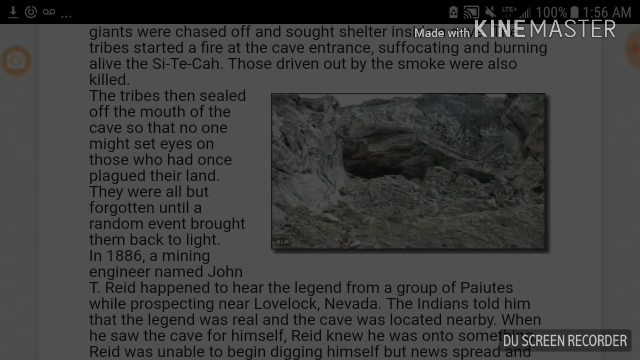 LTE+ 100% 1:56 AM
Made with KINEMASTER
giants were chased off and sought shelter
tribes started a fire at the cave entrance, suffocating and burning
alive the Si-Te-Cah. Those driven out by the smoke were also
killed.
The tribes then sealed
off the mouth of the
cave so that no one
might set eyes on
those who had once
plagued their land.
They were all but
forgotten until a
random event brought
them back to light.
In 1886, a mining
engineer named John
T. Reid happened to hear the legend from a group of Paiutes
while prospecting near Lovelock, Nevada. The Indians told him
that the legend was real and the cave was located nearby. When
he saw the cave for himself, Reid knew he was onto
Reid was unable to begin digging himself but news spread and
BLM
DU SCREEN RECORDER